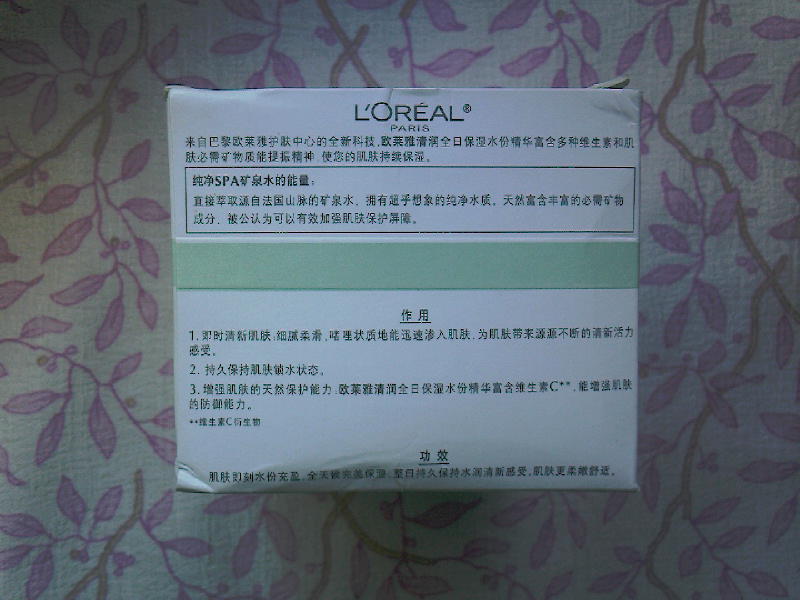 L'ORÉAL®
PARIS
来自巴黎欧莱雅护肤中心的全新科技,欧莱雅清润全日保湿水份精华富含多种维生素和肌
肤必需矿物质能提振精神，使您的肌肤持续保湿。
纯净SPA矿泉水的能量：
直接萃取源自法国山脉的矿泉水，拥有超乎想象的纯净水质。天然富含丰富的必需矿物
成分，被公认为可以有效加强肌肤保护屏障。
作用
1. 即时清新肌肤:细腻柔滑,啫哩状质地能迅速渗入肌肤,为肌肤带来源源不断的清新活力
感受。
2. 持久保持肌肤锁水状态。
3. 增强肌肤的天然保护能力:欧莱雅清润全日保湿水份精华富含维生素C**,能增强肌肤
的防御能力。
**维生素C衍生物
功效
肌肤即刻水份充盈,全天候完美保湿,整日持久保持水润清新感受,肌肤更柔嫩舒适。